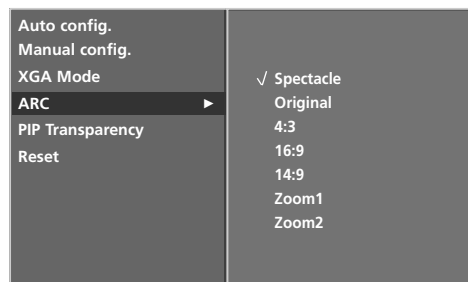 Auto config.
Manual config.
XGA Mode
ARC ►
PIP Transparency
Reset
√ Spectacle
Original
4:3
16:9
14:9
Zoom1
Zoom2